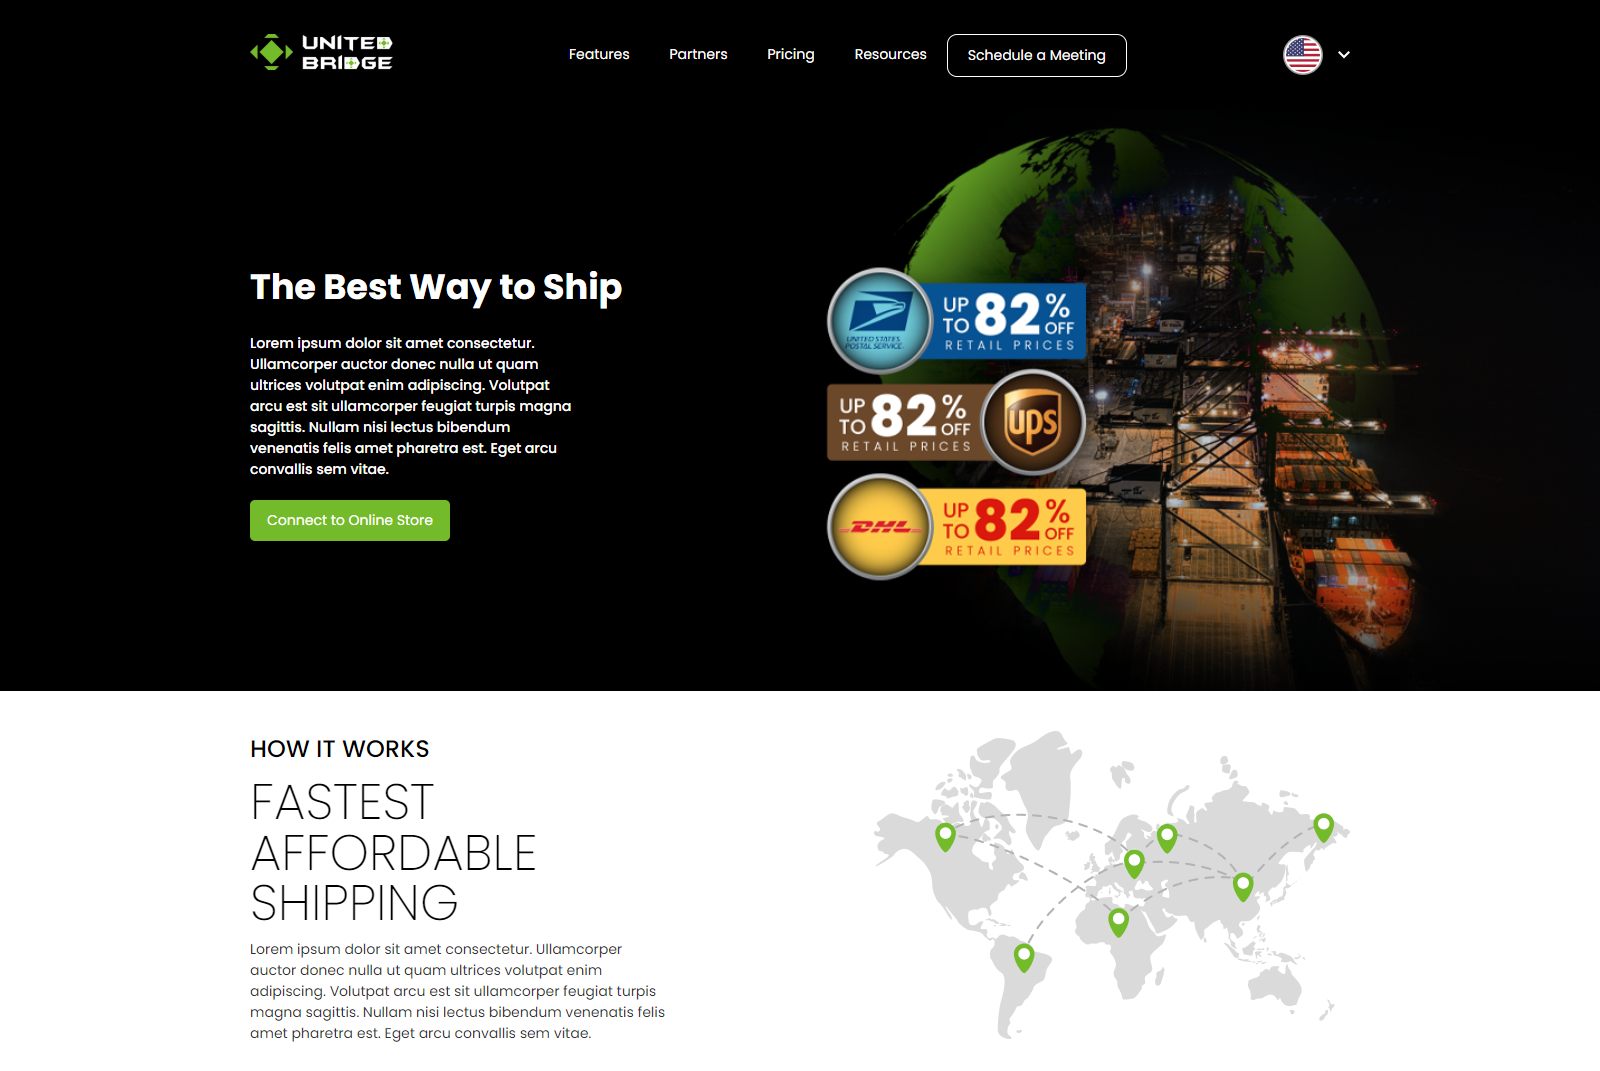 UNITED
BRIDGE
Features
Partners
Pricing
Resources
Schedule a Meeting
The Best Way to Ship
Lorem ipsum dolor sit amet consectetur.
Ullamcorper auctor donec nulla ut quam
ultrices volutpat enim adipiscing. Volutpat
arcu est sit ullamcorper feugiat turpis magna
sagittis. Nullam nisi lectus bibendum
venenatis felis amet pharetra est. Eget arcu
convallis sem vitae.
Connect to Online Store
UNITED STATES
POSTAL SERVICE
UP TO 82% OFF
RETAIL PRICES
UP TO 82% OFF
RETAIL PRICES
ups
DHL
UP TO 82% OFF
RETAIL PRICES
HOW IT WORKS
FASTEST
AFFORDABLE
SHIPPING
Lorem ipsum dolor sit amet consectetur. Ullamcorper
auctor donec nulla ut quam ultrices volutpat enim
adipiscing. Volutpat arcu est sit ullamcorper feugiat turpis
magna sagittis. Nullam nisi lectus bibendum venenatis felis
amet pharetra est. Eget arcu convallis sem vitae.